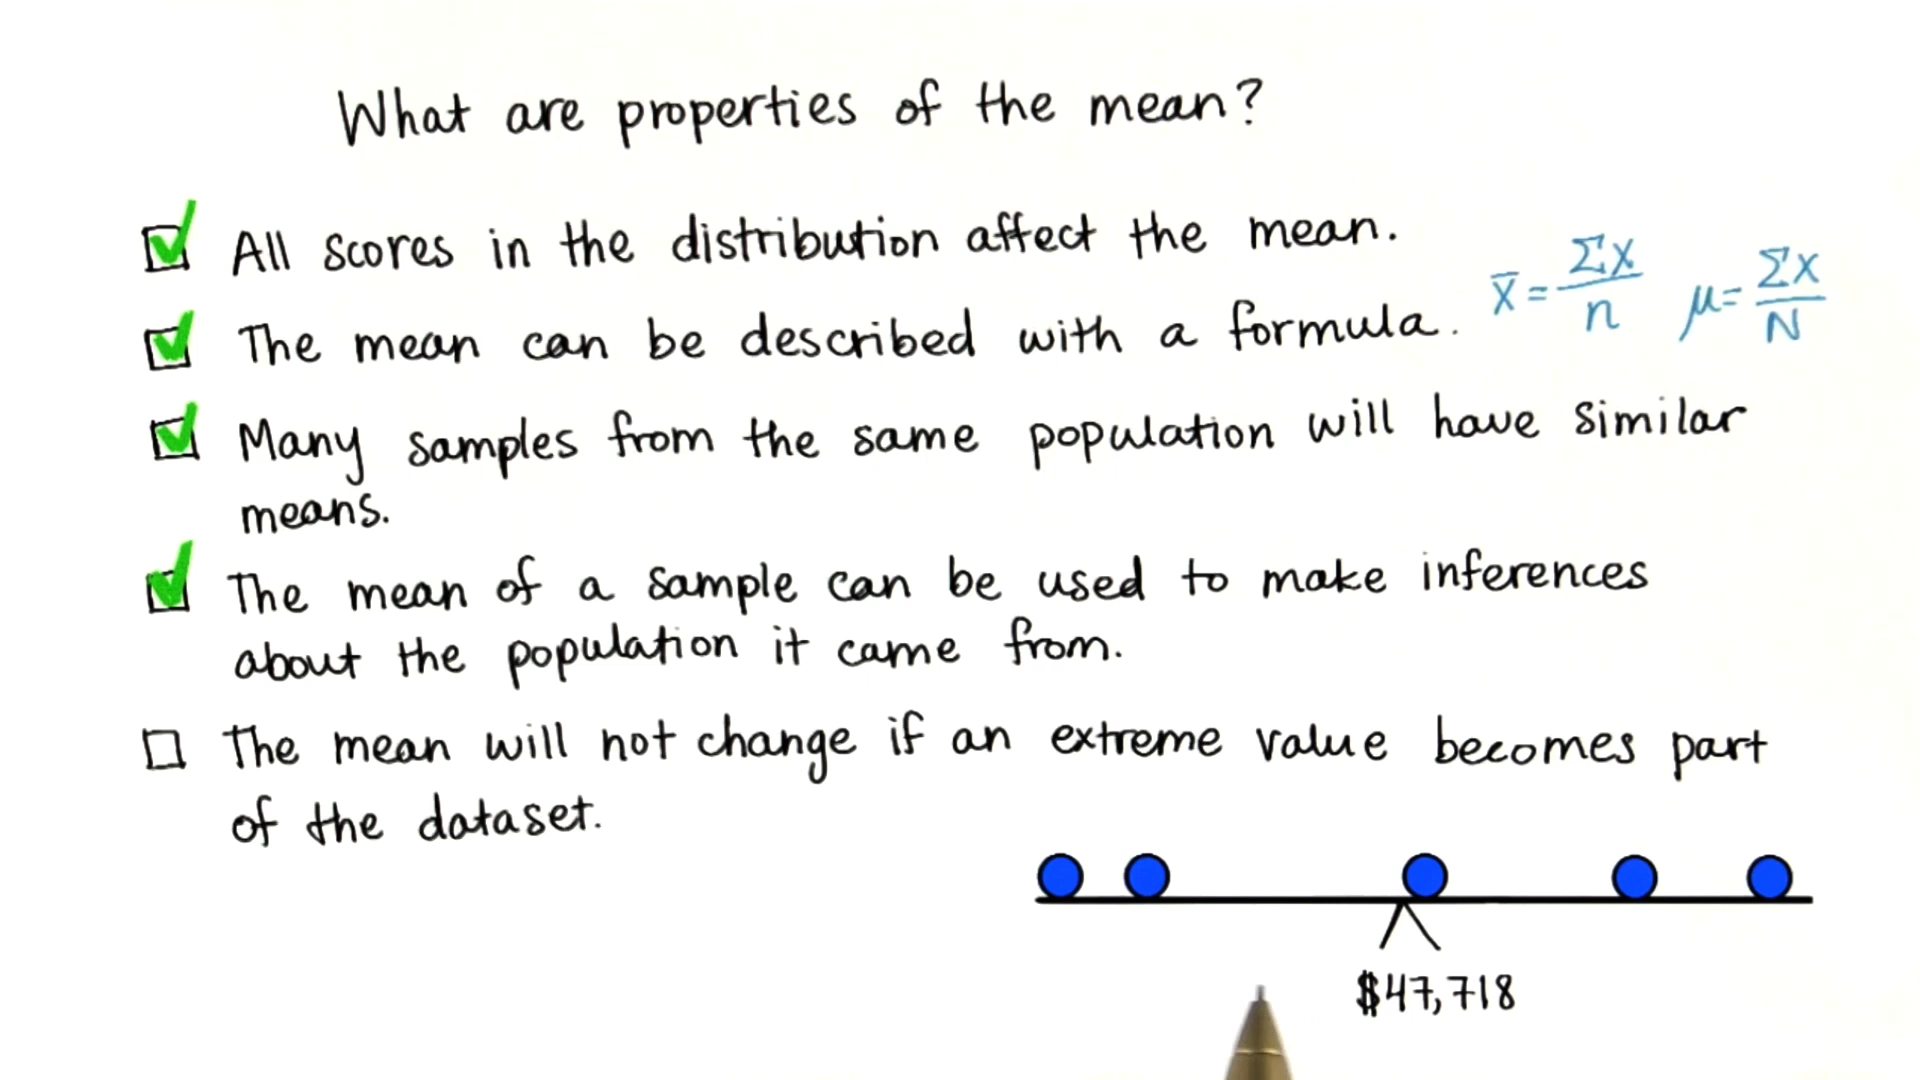 What are properties of the mean?
All scores in the distribution affect the mean.
The mean can be described with a formula. x̄ = Σx/n μ = Σx/N
Many samples from the same population will have similar
means.
The mean of a sample can be used to make inferences
about the population it came from.
The mean will not change if an extreme value becomes part
of the dataset.
$47,718